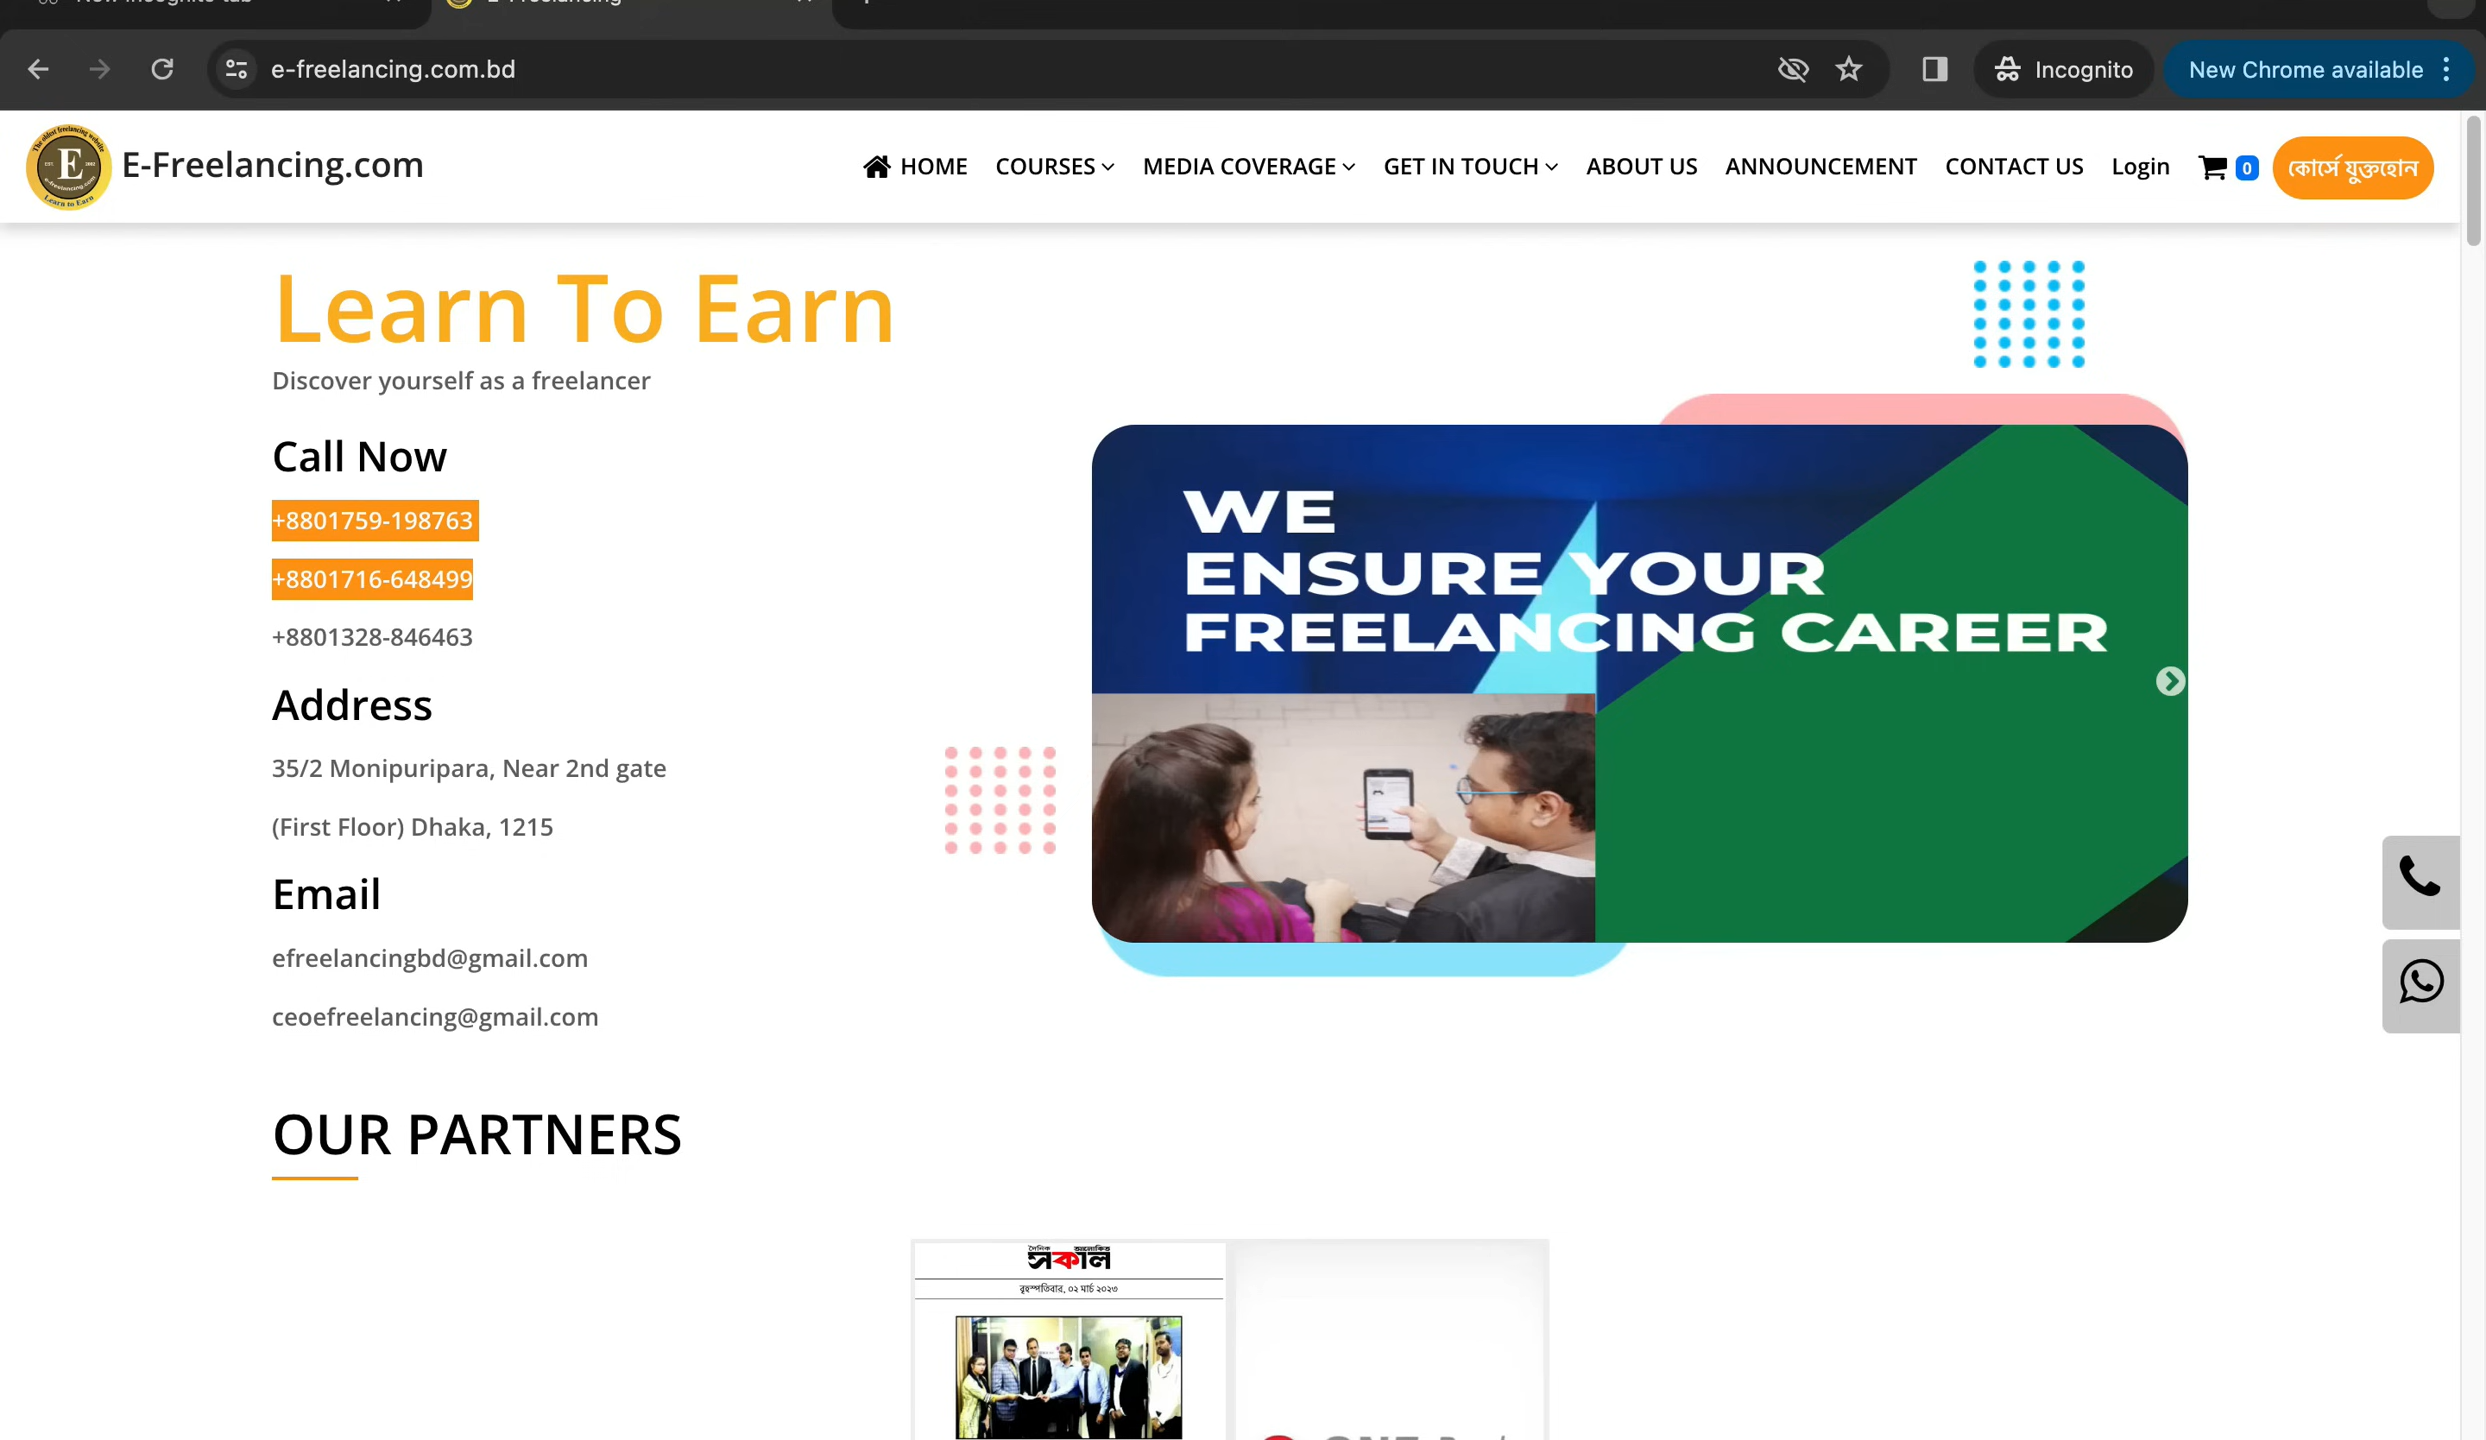 e-freelancing.com.bd
Incognito
New Chrome available
E-Freelancing.com
HOME
COURSES
MEDIA COVERAGE
GET IN TOUCH
ABOUT US
ANNOUNCEMENT
CONTACT US
Login
0
কোর্সে যুক্তহোন
Learn To Earn
Discover yourself as a freelancer
Call Now
+8801759-198763
+8801716-648499
+8801328-846463
Address
35/2 Monipuripara, Near 2nd gate
(First Floor) Dhaka, 1215
Email
efreelancingbd@gmail.com
ceoefreelancing@gmail.com
WE
ENSURE YOUR
FREELANCING CAREER
OUR PARTNERS
দৈনিক
সকাল
বৃহস্পতিবার, ০২ মার্চ ২০২৩